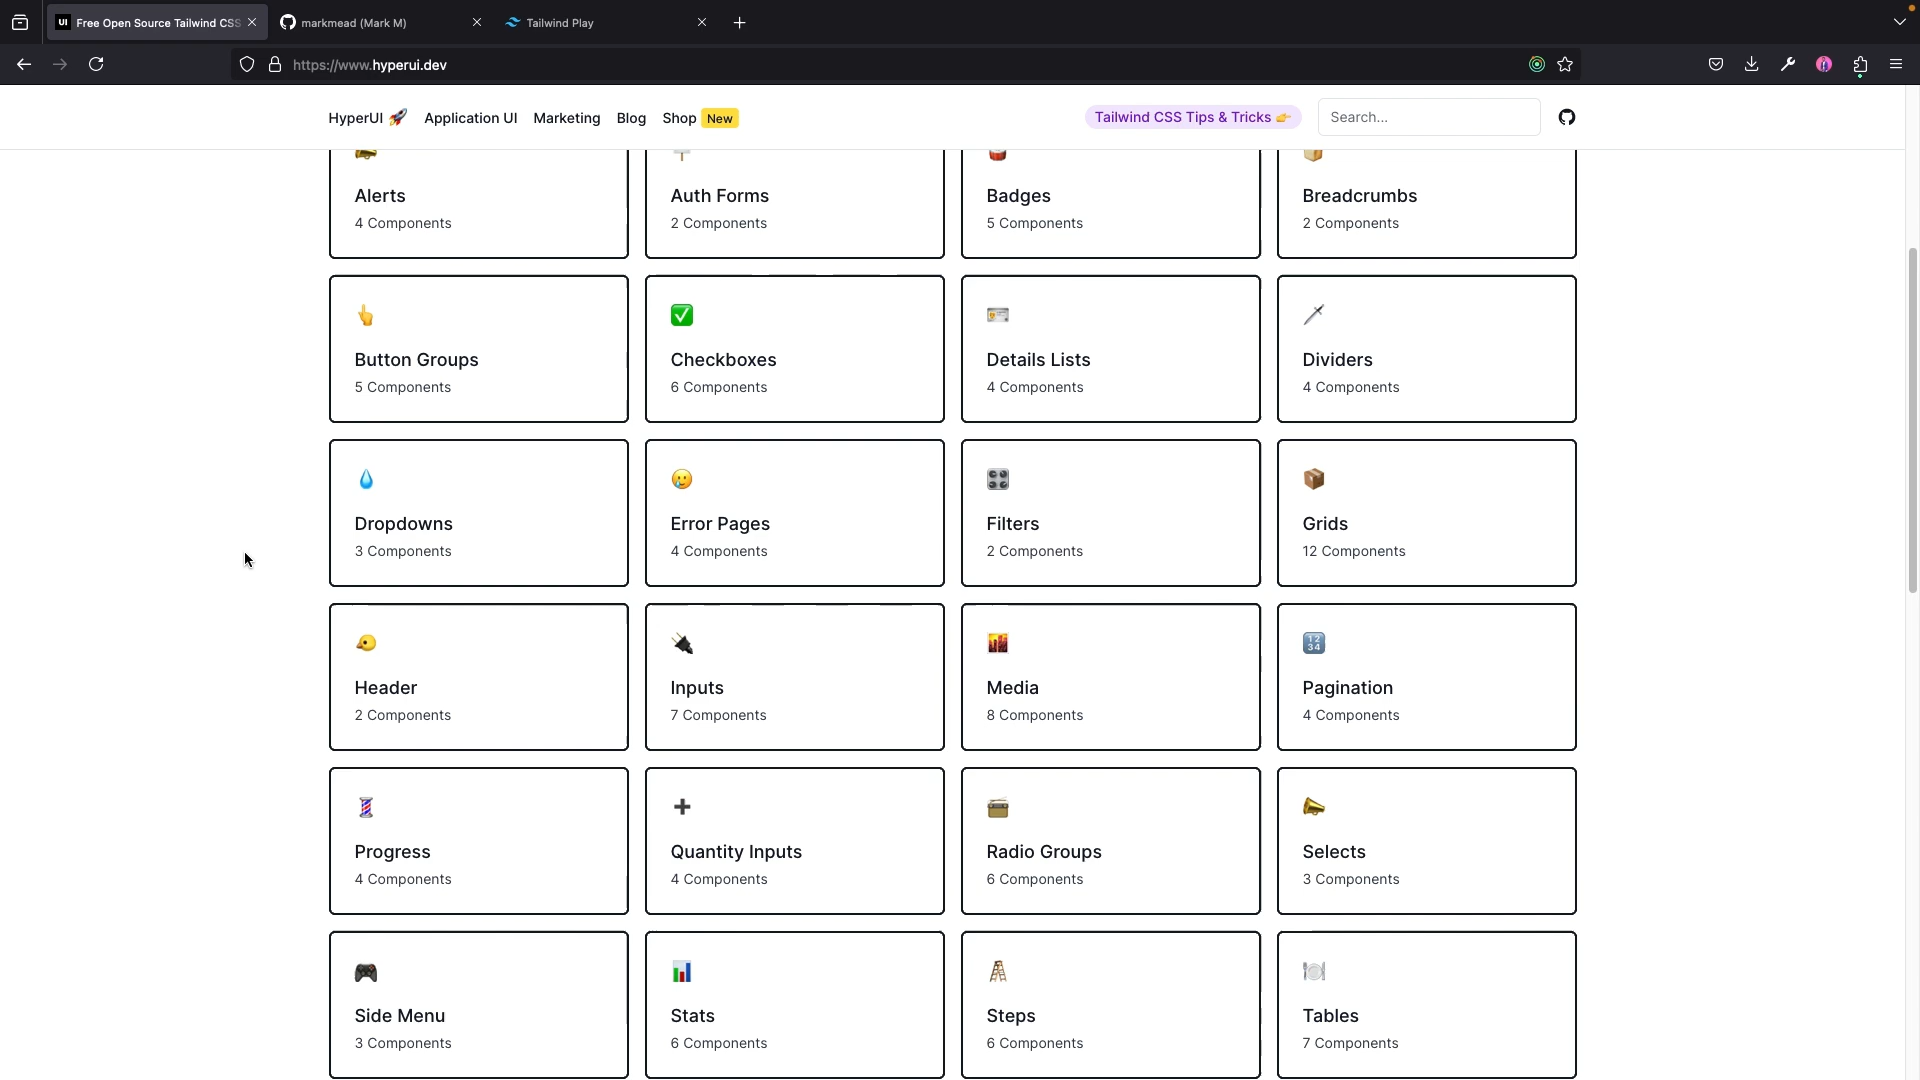 Free Open Source Tailwind CSS
markmead (Mark M)
Tailwind Play
https://www.hyperui.dev
HyperUI 🚀
Application UI
Marketing
Blog
Shop
New
Tailwind CSS Tips & Tricks 👉
Search...
Alerts
4 Components
Auth Forms
2 Components
Badges
5 Components
Breadcrumbs
2 Components
Button Groups
5 Components
Checkboxes
6 Components
Details Lists
4 Components
Dividers
4 Components
Dropdowns
3 Components
Error Pages
4 Components
Filters
2 Components
Grids
12 Components
Header
2 Components
Inputs
7 Components
Media
8 Components
Pagination
4 Components
Progress
4 Components
Quantity Inputs
4 Components
Radio Groups
6 Components
Selects
3 Components
Side Menu
3 Components
Stats
6 Components
Steps
6 Components
Tables
7 Components